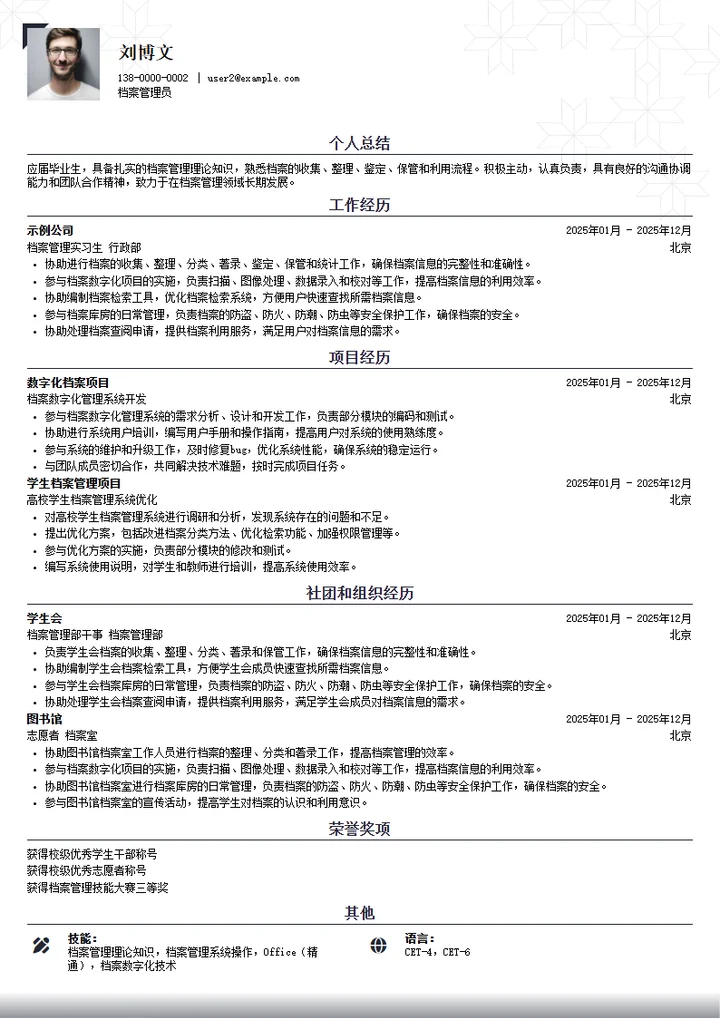 刘博文
138-0000-0002 | user2@example.com
档案管理员
个人总结
应届毕业生，具备扎实的档案管理理论知识，熟悉档案的收集、整理、鉴定、保管和利用流程。积极主动，认真负责，具有良好的沟通协调
能力和团队合作精神，致力于在档案管理领域长期发展。
工作经历
示例公司 2025年01月 - 2025年12月
档案管理实习生 行政部 北京
• 协助进行档案的收集、整理、分类、著录、鉴定、保管和统计工作，确保档案信息的完整性和准确性。
• 参与档案数字化项目的实施，负责扫描、图像处理、数据录入和校对等工作，提高档案信息的利用效率。
• 协助编制档案检索工具，优化档案检索系统，方便用户快速查找所需档案信息。
• 参与档案库房的日常管理，负责档案的防盗、防火、防潮、防虫等安全保护工作，确保档案的安全。
• 协助处理档案查阅申请，提供档案利用服务，满足用户对档案信息的需求。
项目经历
数字化档案项目 2025年01月 - 2025年12月
档案数字化管理系统开发 北京
• 参与档案数字化管理系统的需求分析、设计和开发工作，负责部分模块的编码和测试。
• 协助进行系统用户培训，编写用户手册和操作指南，提高用户对系统的使用熟练度。
• 参与系统的维护和升级工作，及时修复bug，优化系统性能，确保系统的稳定运行。
• 与团队成员密切合作，共同解决技术难题，按时完成项目任务。
学生档案管理项目 2025年01月 - 2025年12月
高校学生档案管理系统优化 北京
• 对高校学生档案管理系统进行调研和分析，发现系统存在的问题和不足。
• 提出优化方案，包括改进档案分类方法、优化检索功能、加强权限管理等。
• 参与优化方案的实施，负责部分模块的修改和测试。
• 编写系统使用说明，对学生和教师进行培训，提高系统使用效率。
社团和组织经历
学生会 2025年01月 - 2025年12月
档案管理部干事 档案管理部 北京
• 负责学生会档案的收集、整理、分类、著录和保管工作，确保档案信息的完整性和准确性。
• 协助编制学生会档案检索工具，方便学生会成员快速查找所需档案信息。
• 参与学生会档案库房的日常管理，负责档案的防盗、防火、防潮、防虫等安全保护工作，确保档案的安全。
• 协助处理学生会档案查阅申请，提供档案利用服务，满足学生会成员对档案信息的需求。
图书馆 2025年01月 - 2025年12月
志愿者 档案室 北京
• 协助图书馆档案室工作人员进行档案的整理、分类和著录工作，提高档案管理的效率。
• 参与档案数字化项目的实施，负责扫描、图像处理、数据录入和校对等工作，提高档案信息的利用效率。
• 协助图书馆档案室进行档案库房的日常管理，负责档案的防盗、防火、防潮、防虫等安全保护工作，确保档案的安全。
• 参与图书馆档案室的宣传活动，提高学生对档案的认识和利用意识。
荣誉奖项
获得校级优秀学生干部称号
获得校级优秀志愿者称号
获得档案管理技能大赛三等奖
其他
技能：
档案管理理论知识，档案管理系统操作，Office（精
通），档案数字化技术
语言：
CET-4，CET-6